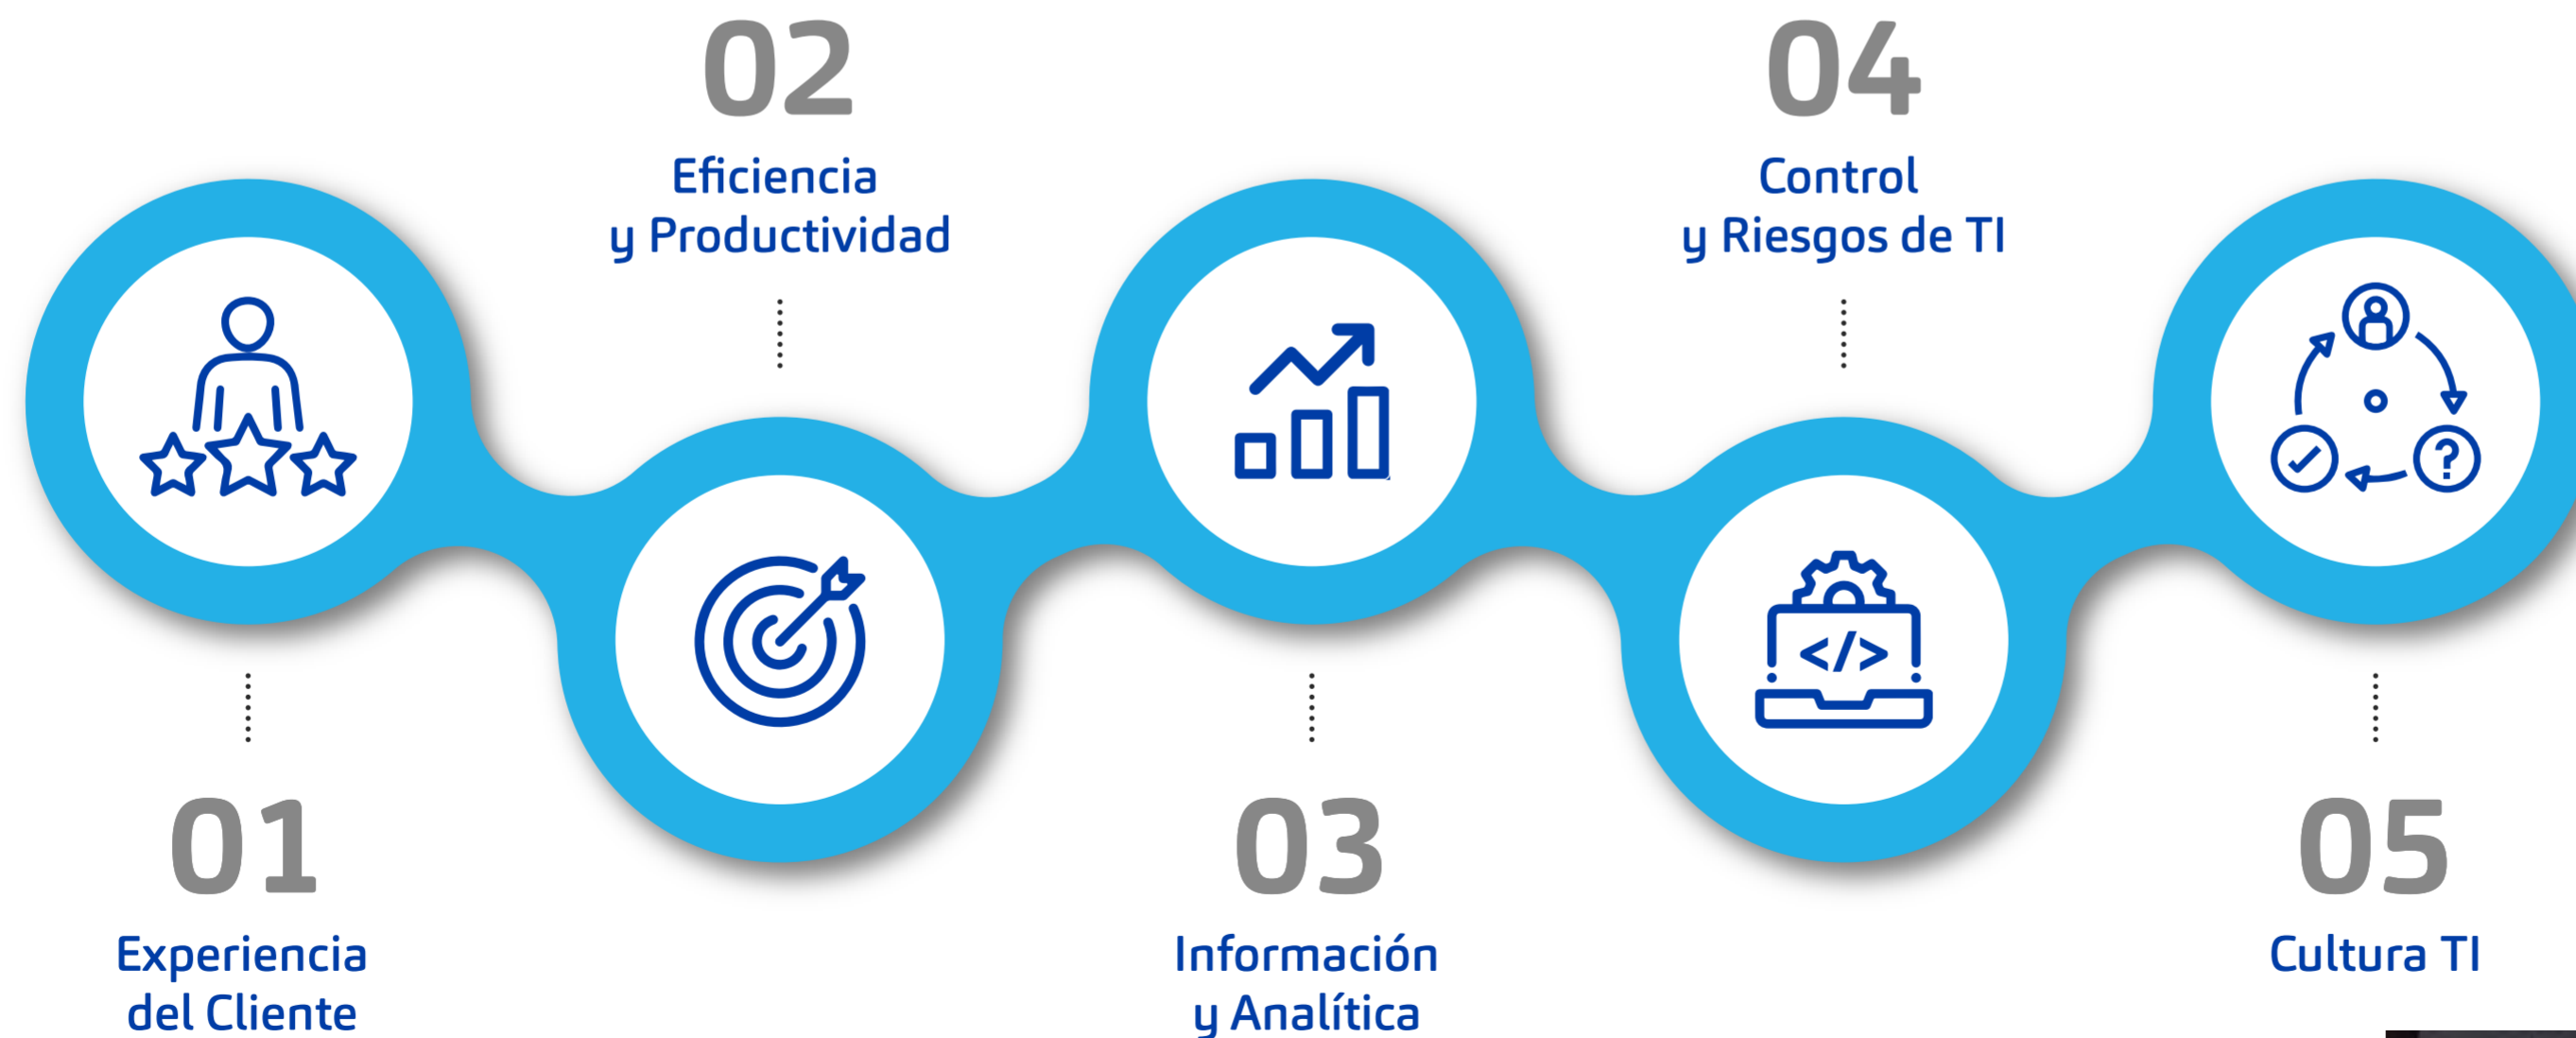 01
Experiencia
del Cliente
02
Eficiencia
y Productividad
03
Información
y Analítica
04
Control
y Riesgos de TI
</>
05
Cultura TI
?